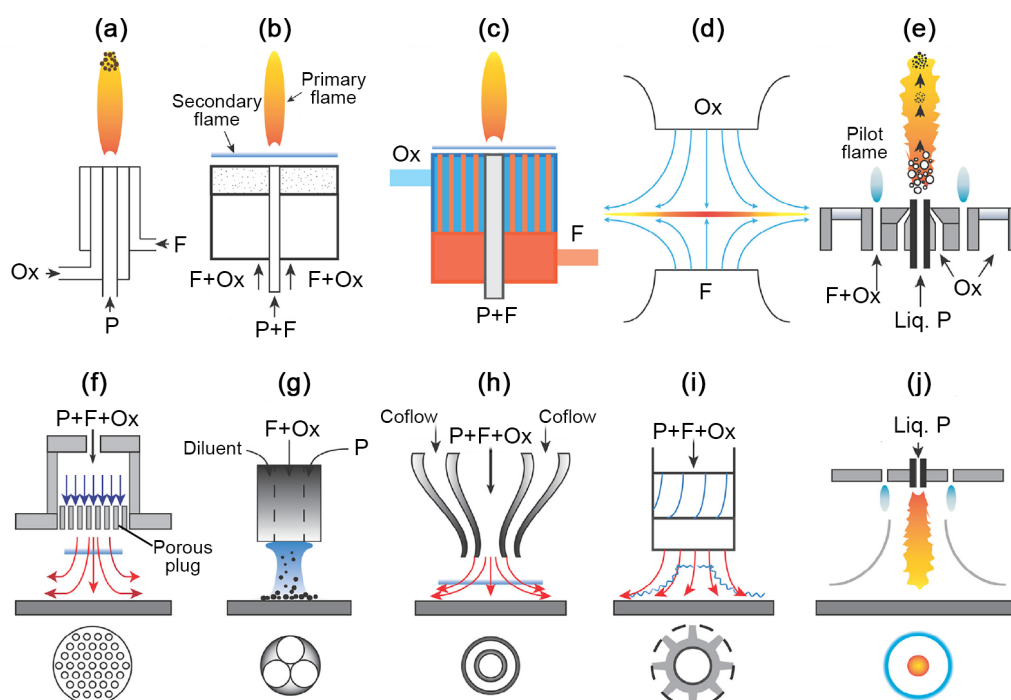 (a)
(b)
(c)
(d)
(e)
Secondary
flame
Primary
flame
Ox
F
P
F+Ox
F+Ox
P+F
Ox
F
P+F
Ox
F
Pilot
flame
F+Ox
Ox
Liq. P
(f)
(g)
(h)
(i)
(j)
P+F+Ox
Porous
plug
Diluent
F+Ox
P
Coflow
Coflow
P+F+Ox
P+F+Ox
Liq. P